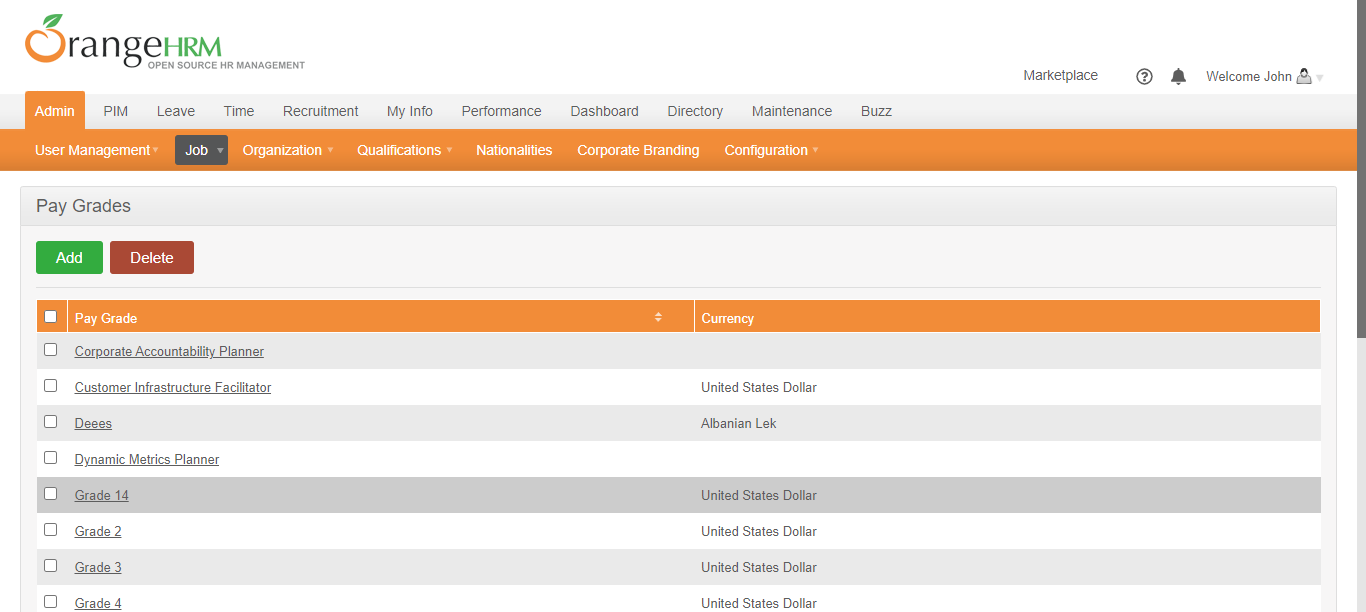 OrangeHRM
OPEN SOURCE HR MANAGEMENT
Marketplace ? Welcome John
Admin PIM Leave Time Recruitment My Info Performance Dashboard Directory Maintenance Buzz
User Management Job Organization Qualifications Nationalities Corporate Branding Configuration
Pay Grades
Add Delete
Pay Grade Currency
Corporate Accountability Planner
Customer Infrastructure Facilitator United States Dollar
Deees Albanian Lek
Dynamic Metrics Planner
Grade 14 United States Dollar
Grade 2 United States Dollar
Grade 3 United States Dollar
Grade 4 United States Dollar